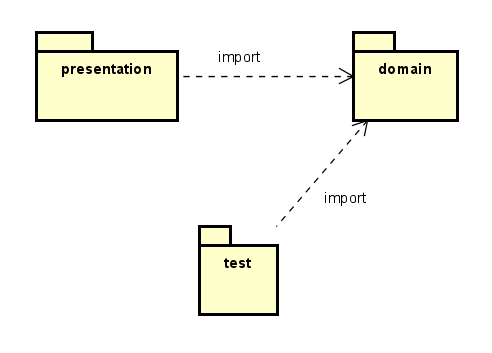 import
presentation
domain
import
test